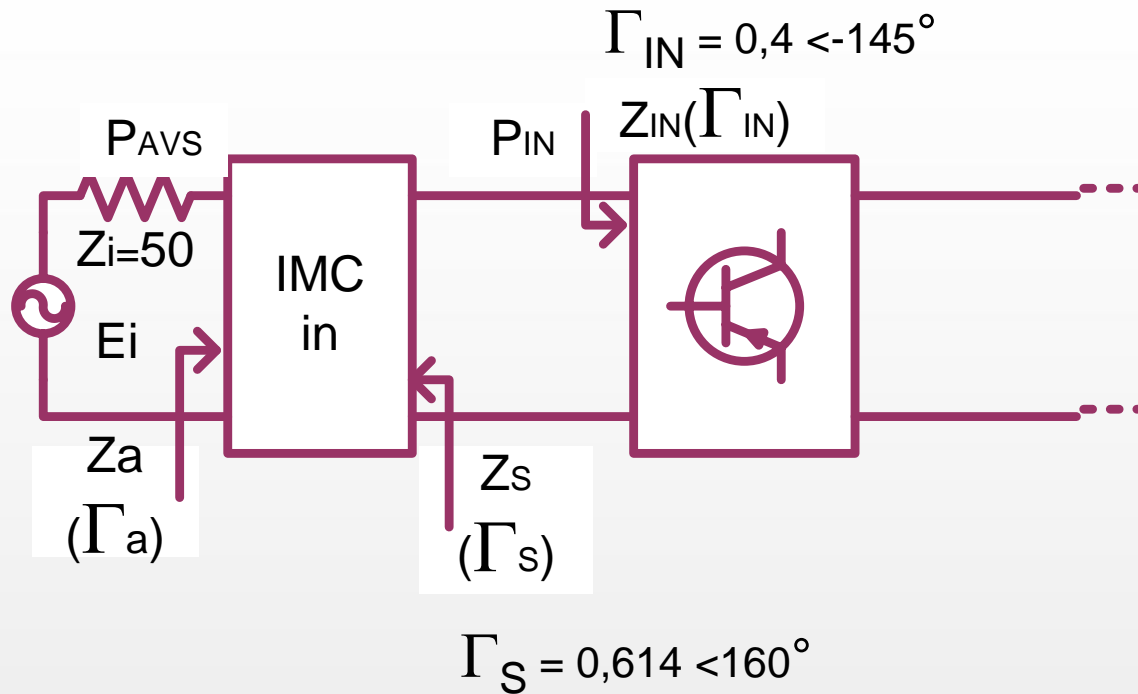 ΓIN = 0,4 <-145°
PAVS
PIN
ZIN(ΓIN)
Zi=50
IMC
in
Ei
Za
(Γa)
ZS
(ΓS)
ΓS = 0,614 <160°